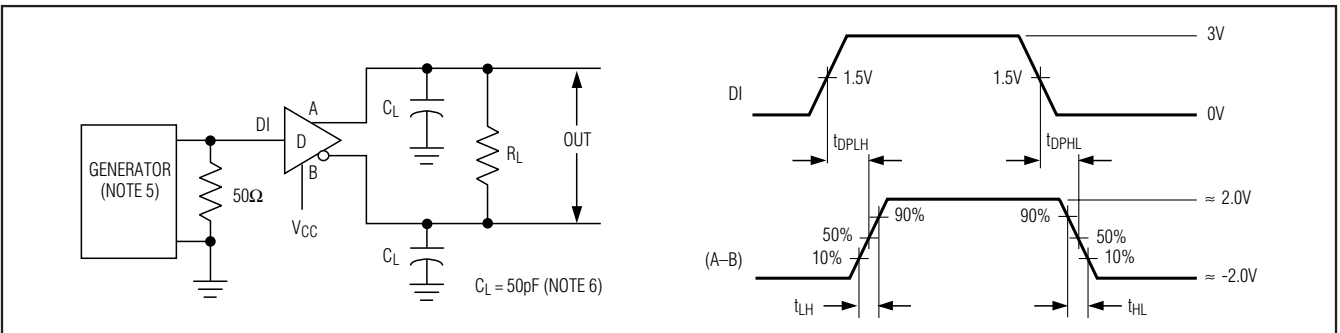 GENERATOR
(NOTE 5)
50Ω
DI
D
A
B
VCC
CL
CL
RL
OUT
CL = 50pF (NOTE 6)
DI
1.5V
1.5V
3V
0V
tDPLH
tDPHL
(A–B)
90%
50%
10%
90%
50%
10%
≈ 2.0V
≈ -2.0V
tLH
tHL